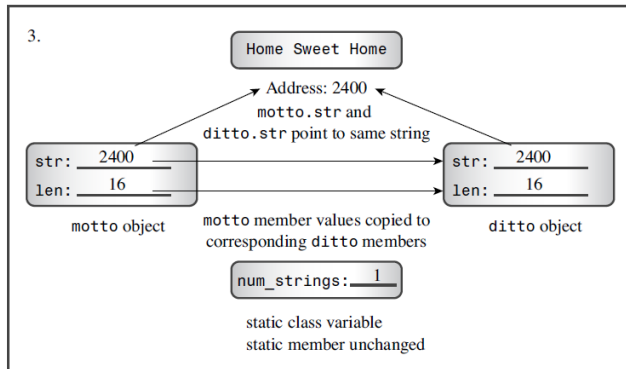 3.
Home Sweet Home
Address: 2400
motto.str and
ditto.str point to same string
str: 2400
len: 16
motto object
str: 2400
len: 16
ditto object
motto member values copied to
corresponding ditto members
num_strings: 1
static class variable
static member unchanged